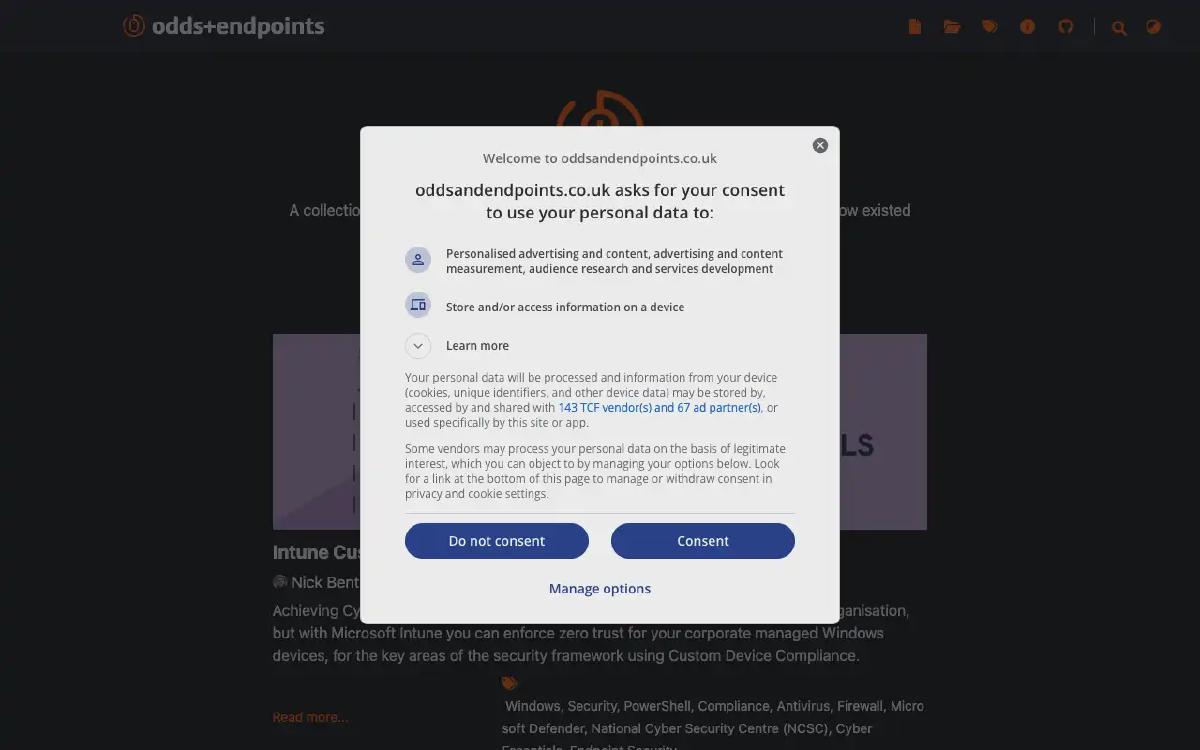 odds+endpoints
Welcome to oddsandendpoints.co.uk
oddsandendpoints.co.uk asks for your consent
to use your personal data to:
A collectio
ow existed
Personalised advertising and content, advertising and content
measurement, audience research and services development
Store and/or access information on a device
Learn more
Your personal data will be processed and information from your device
(cookies, unique identifiers, and other device data) may be stored by,
accessed by and shared with 143 TCF vendor(s) and 67 ad partner(s), or
used specifically by this site or app.
Some vendors may process your personal data on the basis of legitimate
interest, which you can object to by managing your options below. Look
for a link at the bottom of this page to manage or withdraw consent in
privacy and cookie settings.
LS
Do not consent
Consent
Manage options
Intune Cus
Nick Bent
Achieving Cy
ganisation,
but with Microsoft Intune you can enforce zero trust for your corporate managed Windows
devices, for the key areas of the security framework using Custom Device Compliance.
Read more...
Windows, Security, PowerShell, Compliance, Antivirus, Firewall, Micro
soft Defender, National Cyber Security Centre (NCSC), Cyber
Essentials, Endpoint Security